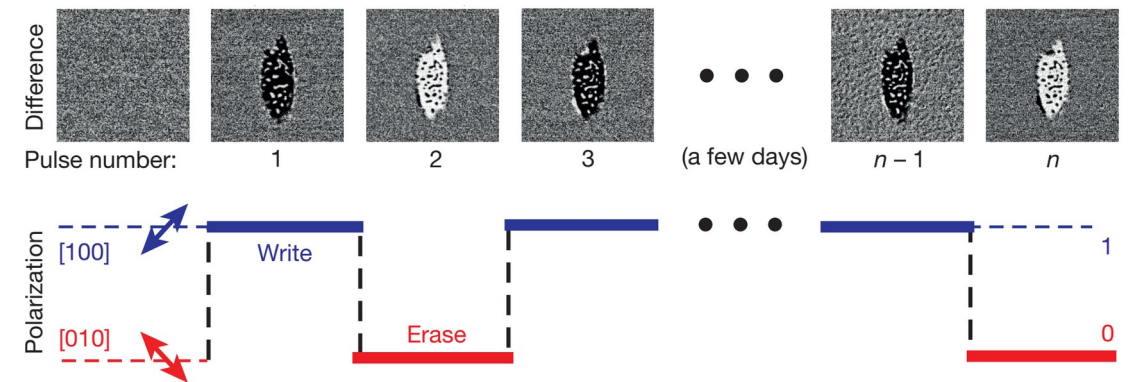 Difference
Pulse number: 1 2 3 (a few days) n – 1 n
Polarization
[100] Write 1
[010] Erase 0